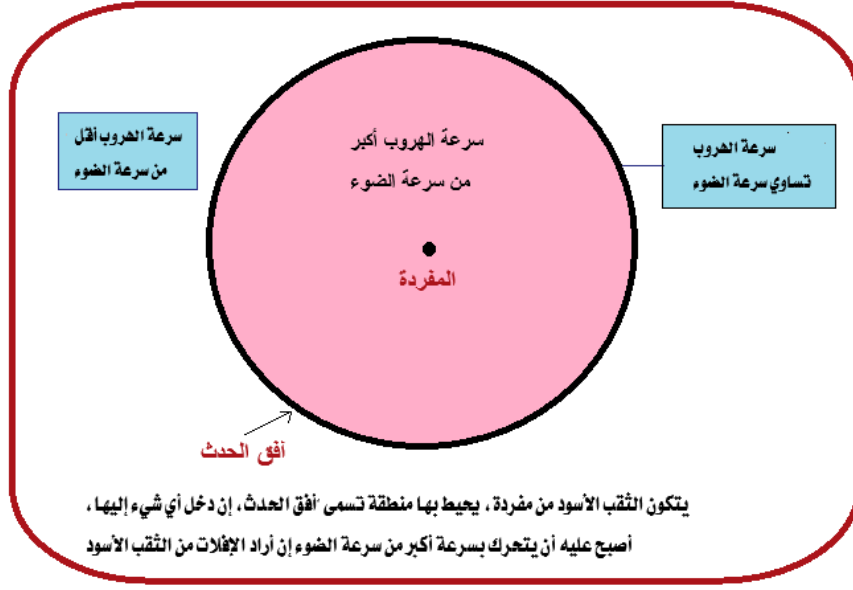 سرعة الهروب أكبر
من سرعة الضوء
سرعة الهروب
تساوي سرعة الضوء
سرعة الهروب أقل
من سرعة الضوء
المفردة
أفق الحدث
يتكون الثقب الأسود من مفردة ، يحيط بها منطقة تسمى أفق الحدث ، إن دخل أي شيء إليها ،
أصبح عليه أن يتحرك بسرعة أكبر من سرعة الضوء إن أراد الإفلات من الثقب الأسود